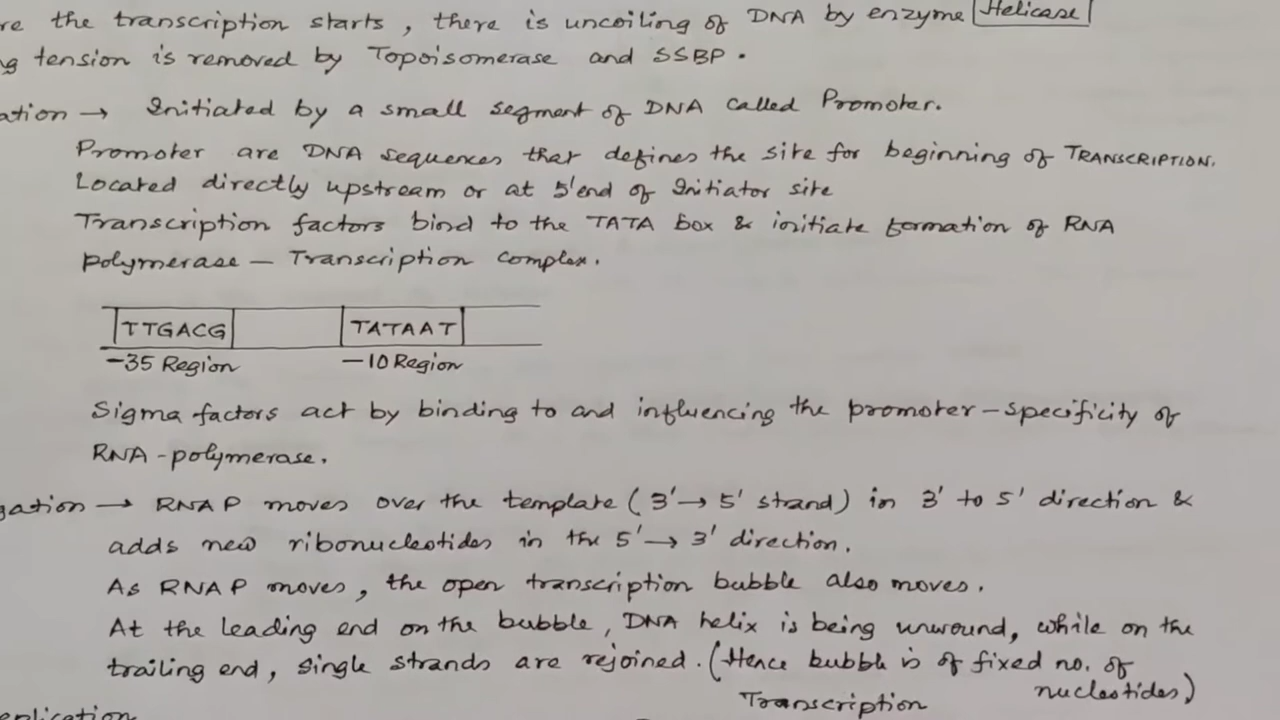 re the transcription starts, there is uncoiling of DNA by enzyme Helicase
g tension is removed by Topoisomerase and SSBP.
ation → Initiated by a small segment of DNA called Promoter.
Promoter are DNA sequences that defines the site for beginning of TRANSCRIPTION.
Located directly upstream or at 5' end of Initiator site
Transcription factors bind to the TATA box & initiate formation of RNA
polymerase – Transcription complex.
TTGACG TATAAT
-35 Region -10 Region
Sigma factors act by binding to and influencing the promoter-specificity of
RNA-polymerase.
gation → RNAP moves over the template (3' → 5' strand) in 3' to 5' direction &
adds new ribonucleotides in the 5' → 3' direction.
As RNAP moves, the open transcription bubble also moves.
At the leading end on the bubble, DNA helix is being unwound, while on the
trailing end, single strands are rejoined. (Hence bubble is of fixed no. of
nucleotides)
Transcription
eplication